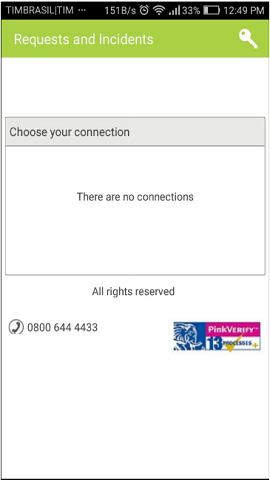 TIMBRASIL|TIM ··· 151B/s 33% 12:49 PM
Requests and Incidents
Choose your connection
There are no connections
All rights reserved
0800 644 4433
PINKVERIFY™
13 PROCESSES+